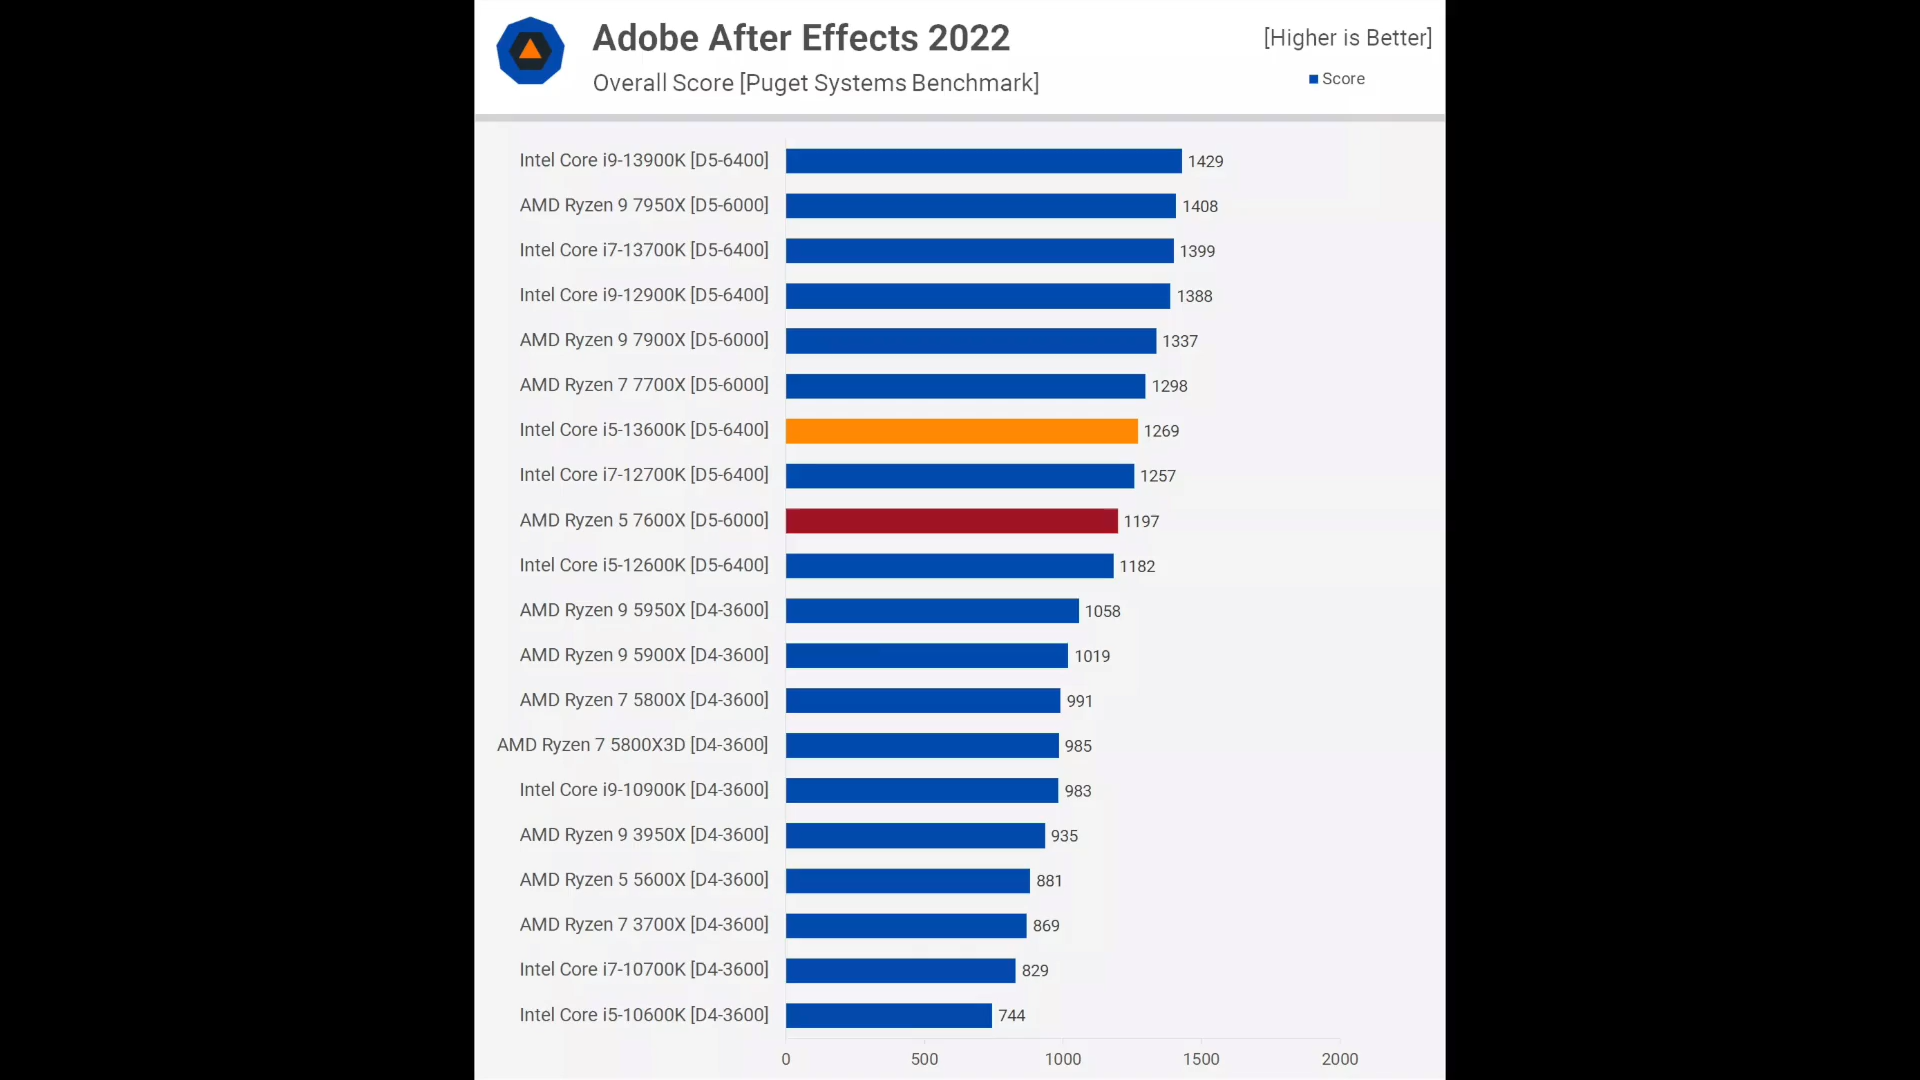 Adobe After Effects 2022
[Higher is Better]
Overall Score [Puget Systems Benchmark]
Score
Intel Core i9-13900K [D5-6400] 1429
AMD Ryzen 9 7950X [D5-6000] 1408
Intel Core i7-13700K [D5-6400] 1399
Intel Core i9-12900K [D5-6400] 1388
AMD Ryzen 9 7900X [D5-6000] 1337
AMD Ryzen 7 7700X [D5-6000] 1298
Intel Core i5-13600K [D5-6400] 1269
Intel Core i7-12700K [D5-6400] 1257
AMD Ryzen 5 7600X [D5-6000] 1197
Intel Core i5-12600K [D5-6400] 1182
AMD Ryzen 9 5950X [D4-3600] 1058
AMD Ryzen 9 5900X [D4-3600] 1019
AMD Ryzen 7 5800X [D4-3600] 991
AMD Ryzen 7 5800X3D [D4-3600] 985
Intel Core i9-10900K [D4-3600] 983
AMD Ryzen 9 3950X [D4-3600] 935
AMD Ryzen 5 5600X [D4-3600] 881
AMD Ryzen 7 3700X [D4-3600] 869
Intel Core i7-10700K [D4-3600] 829
Intel Core i5-10600K [D4-3600] 744
0 500 1000 1500 2000